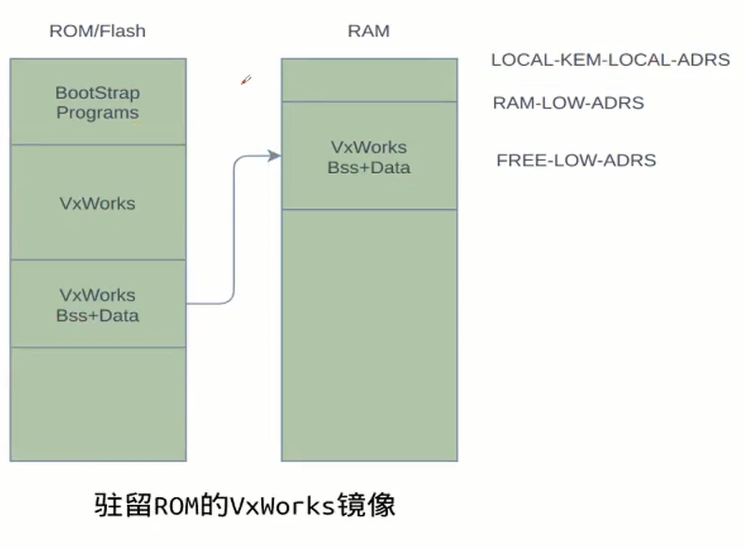 ROM/Flash
RAM
LOCAL-KEM-LOCAL-ADRS
BootStrap
Programs
RAM-LOW-ADRS
VxWorks
Bss+Data
FREE-LOW-ADRS
VxWorks
VxWorks
Bss+Data
驻留ROM的VxWorks镜像